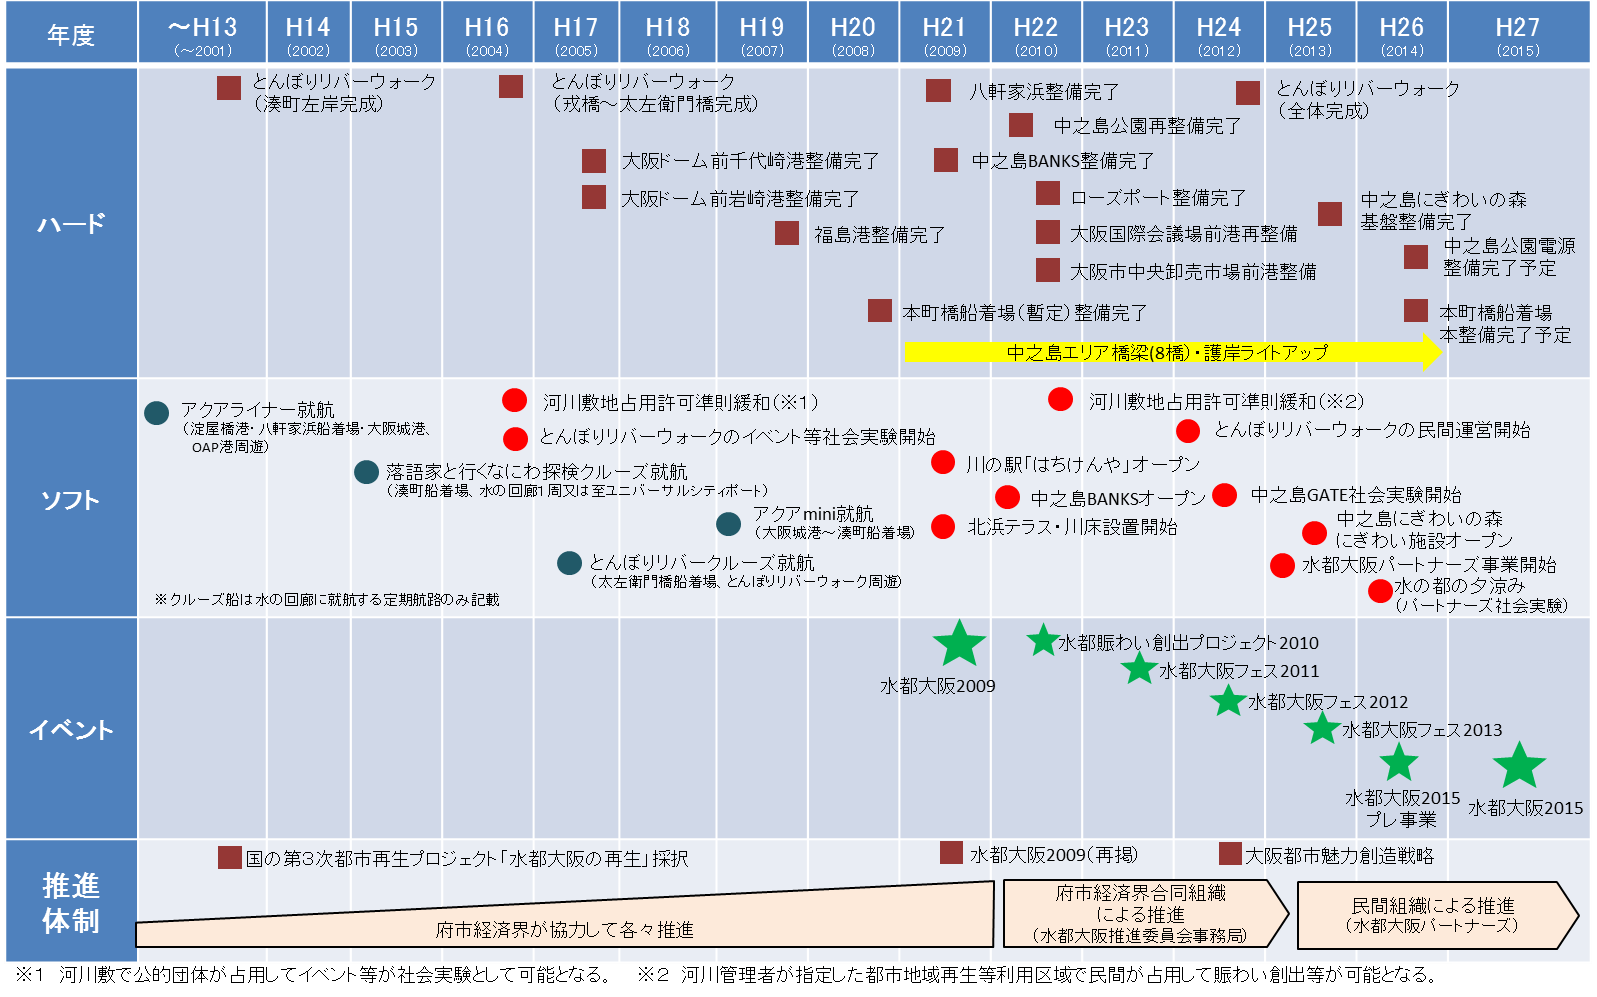 年度
～H13
（～2001）
H14
（2002）
H15
（2003）
H16
（2004）
H17
（2005）
H18
（2006）
H19
（2007）
H20
（2008）
H21
（2009）
H22
（2010）
H23
（2011）
H24
（2012）
H25
（2013）
H26
（2014）
H27
（2015）
ハード
とんぼりリバーウォーク
（湊町左岸完成）
とんぼりリバーウォーク
（戎橋～太左衛門橋完成）
八軒家浜整備完了
とんぼりリバーウォーク
（全体完成）
中之島公園再整備完了
大阪ドーム前千代崎港整備完了
中之島BANKS整備完了
大阪ドーム前岩崎港整備完了
ローズポート整備完了
中之島にぎわいの森
基盤整備完了
福島港整備完了
大阪国際会議場前港再整備
中之島公園電源
整備完了予定
大阪市中央卸売市場前港整備
本町橋船着場（暫定）整備完了
本町橋船着場
本整備完了予定
中之島エリア橋梁(8橋)・護岸ライトアップ
ソフト
アクアライナー就航
（淀屋橋港・八軒家浜船着場・大阪城港、
OAP港周遊）
河川敷地占用許可準則緩和（※１）
河川敷地占用許可準則緩和（※２）
とんぼりリバーウォークのイベント等社会実験開始
とんぼりリバーウォークの民間運営開始
落語家と行くなにわ探検クルーズ就航
（湊町船着場、水の回廊1周又は至ユニバーサルシティポート）
川の駅「はちけんや」オープン
中之島BANKSオープン
中之島GATE社会実験開始
アクアmini就航
（大阪城港～湊町船着場）
北浜テラス・川床設置開始
中之島にぎわいの森
にぎわい施設オープン
とんぼりリバークルーズ就航
（太左衛門橋船着場、とんぼりリバーウォーク周遊）
水都大阪パートナーズ事業開始
水の都の夕涼み
（パートナーズ社会実験）
※クルーズ船は水の回廊に就航する定期航路のみ記載
イベント
水都大阪2009
水都賑わい創出プロジェクト2010
水都大阪フェス2011
水都大阪フェス2012
水都大阪フェス2013
水都大阪2015
プレ事業
水都大阪2015
推進
体制
国の第３次都市再生プロジェクト「水都大阪の再生」採択
水都大阪2009（再掲）
大阪都市魅力創造戦略
府市経済界が協力して各々推進
府市経済界合同組織
による推進
（水都大阪推進委員会事務局）
民間組織による推進
（水都大阪パートナーズ）
※１　河川敷で公的団体が占用してイベント等が社会実験として可能となる。　※２　河川管理者が指定した都市地域再生等利用区域で民間が占用して賑わい創出等が可能となる。